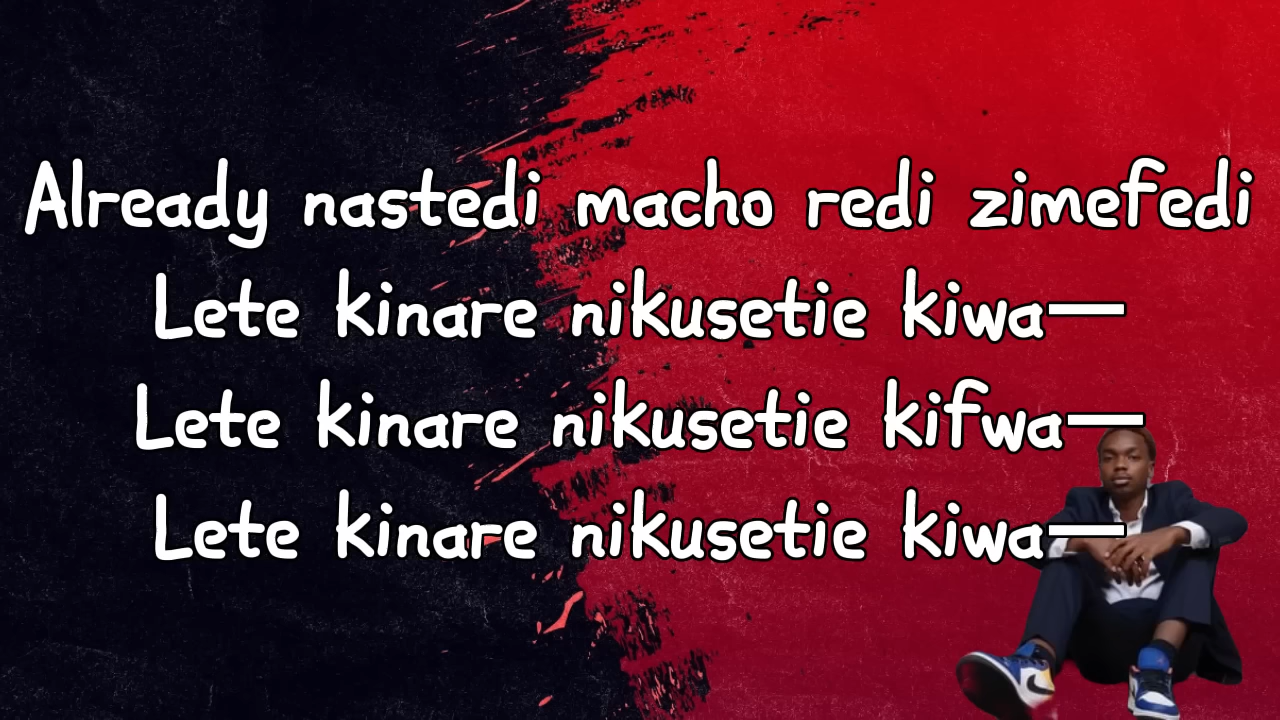 Already nastedi macho redi zimefedi
Lete kinare nikusetie kiwa—
Lete kinare nikusetie kifwa—
Lete kinare nikusetie kiwa—